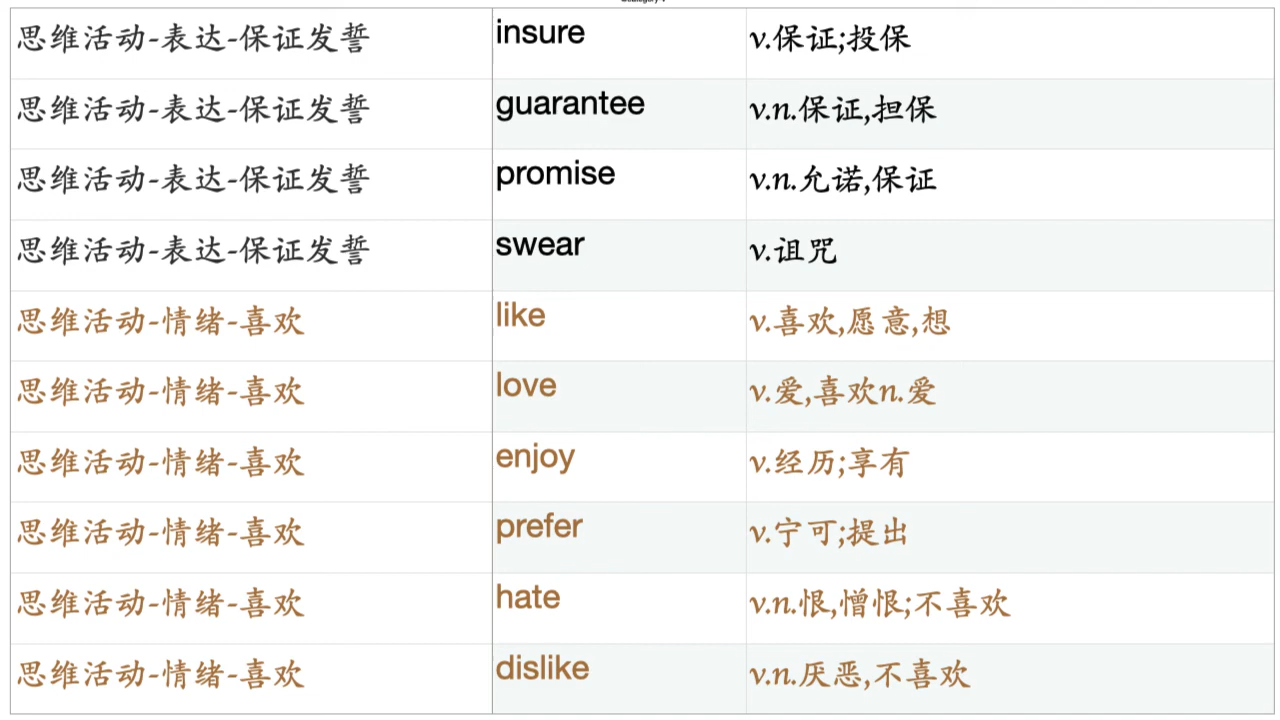 思维活动-表达-保证发誓 insure v.保证;投保
思维活动-表达-保证发誓 guarantee v.n.保证,担保
思维活动-表达-保证发誓 promise v.n.允诺,保证
思维活动-表达-保证发誓 swear v.诅咒
思维活动-情绪-喜欢 like v.喜欢,愿意,想
思维活动-情绪-喜欢 love v.爱,喜欢n.爱
思维活动-情绪-喜欢 enjoy v.经历;享有
思维活动-情绪-喜欢 prefer v.宁可;提出
思维活动-情绪-喜欢 hate v.n.恨,憎恨;不喜欢
思维活动-情绪-喜欢 dislike v.n.厌恶,不喜欢